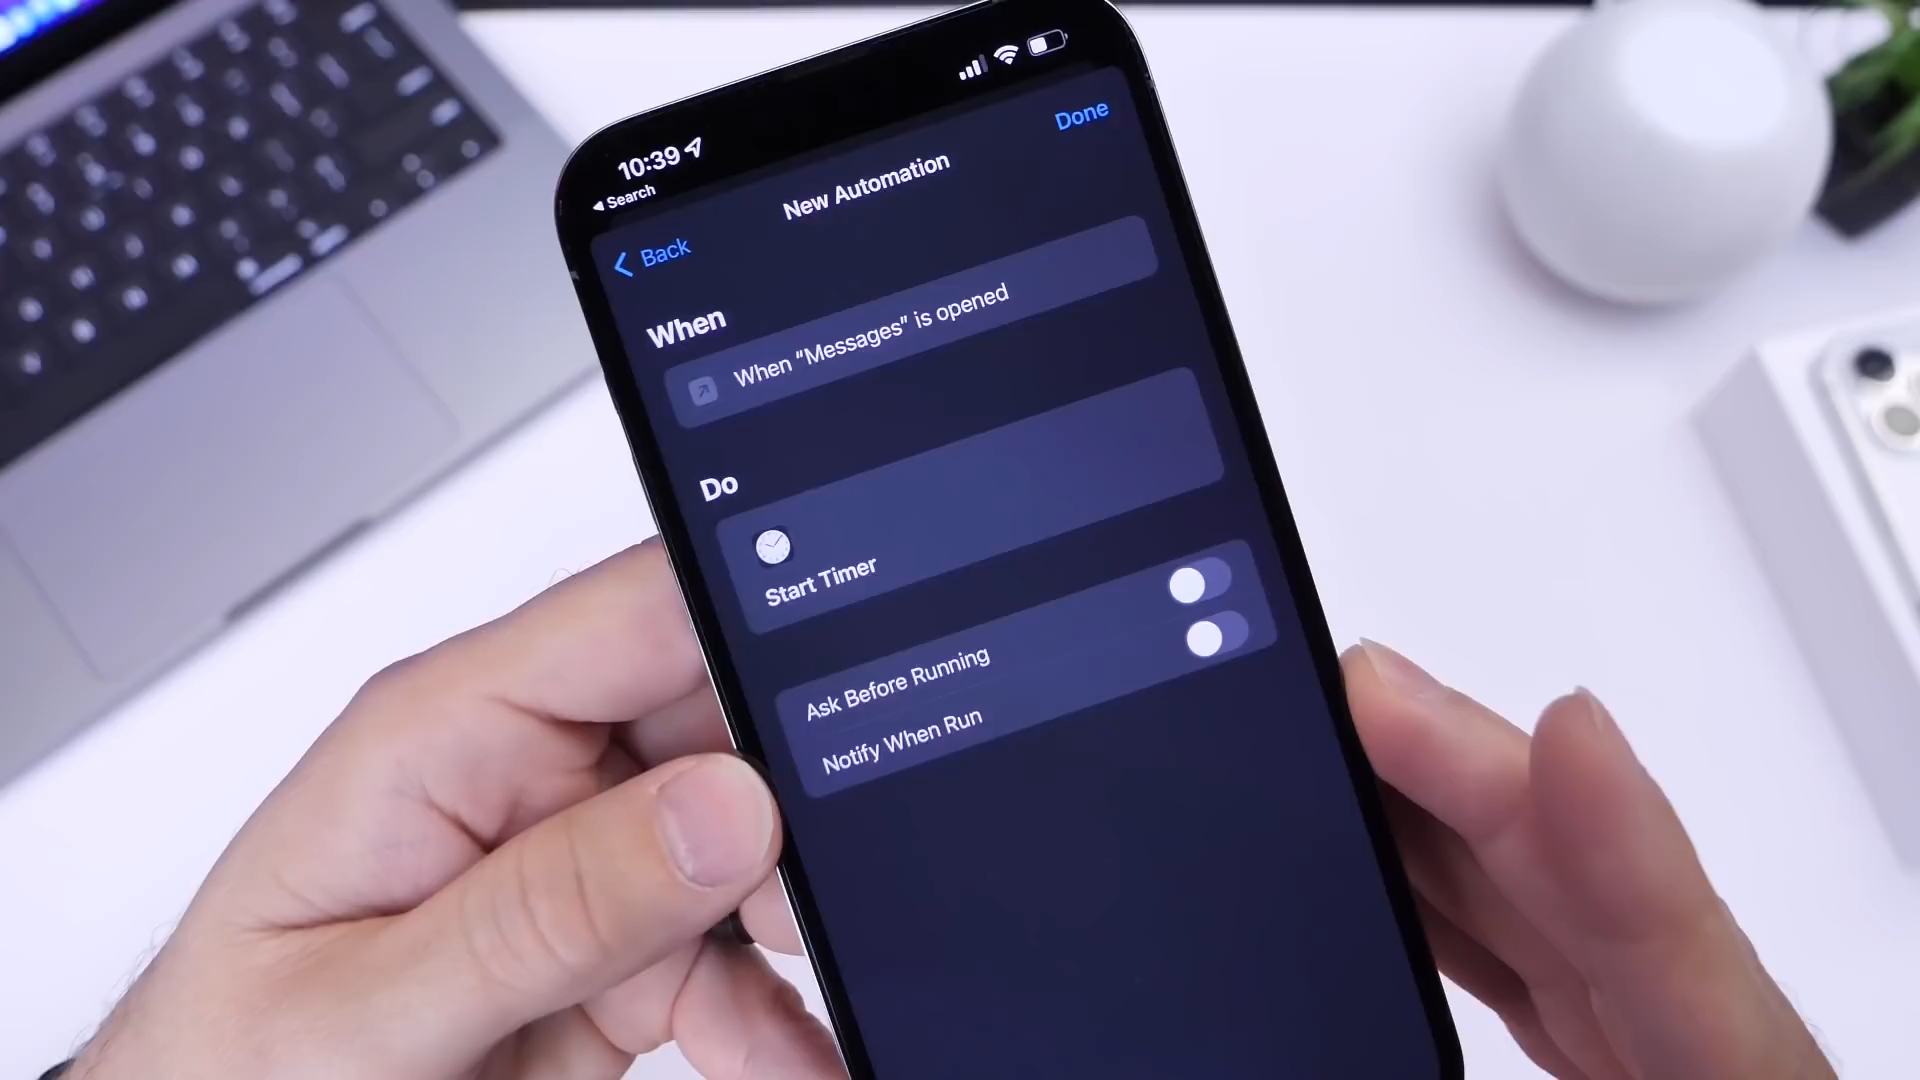 10:39
Search
Done
New Automation
Back
When
When “Messages” is opened
Do
Start Timer
Ask Before Running
Notify When Run